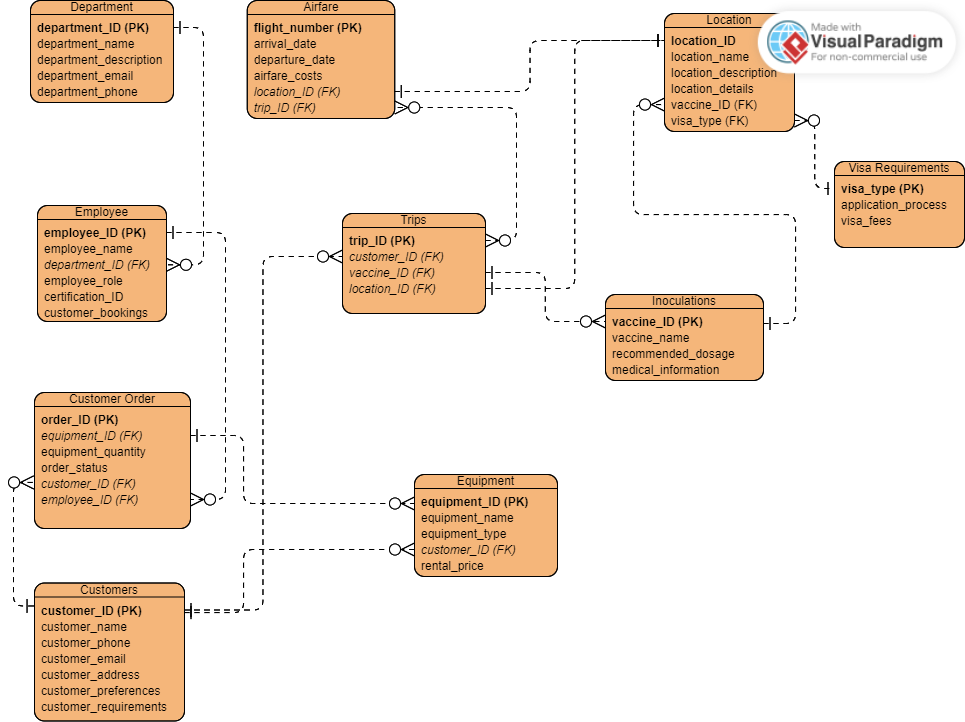 Department
department_ID (PK)
department_name
department_description
department_email
department_phone
Airfare
flight_number (PK)
arrival_date
departure_date
airfare_costs
location_ID (FK)
trip_ID (FK)
Location
location_ID
location_name
location_description
location_details
vaccine_ID (FK)
visa_type (FK)
Made with
Visual Paradigm
For non-commercial use
Visa Requirements
visa_type (PK)
application_process
visa_fees
Employee
employee_ID (PK)
employee_name
department_ID (FK)
employee_role
certification_ID
customer_bookings
Trips
trip_ID (PK)
customer_ID (FK)
vaccine_ID (FK)
location_ID (FK)
Inoculations
vaccine_ID (PK)
vaccine_name
recommended_dosage
medical_information
Customer Order
order_ID (PK)
equipment_ID (FK)
equipment_quantity
order_status
customer_ID (FK)
employee_ID (FK)
Equipment
equipment_ID (PK)
equipment_name
equipment_type
customer_ID (FK)
rental_price
Customers
customer_ID (PK)
customer_name
customer_phone
customer_email
customer_address
customer_preferences
customer_requirements